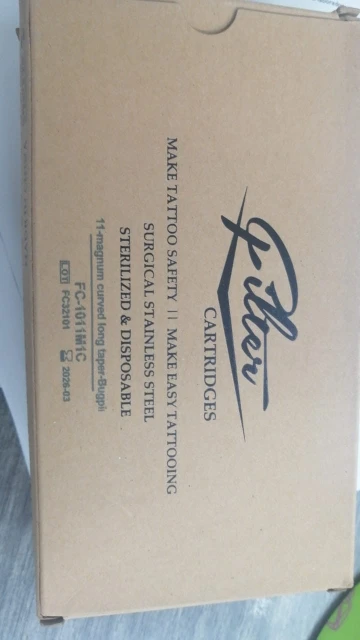 Filter
CARTRIDGES
MAKE TATTOO SAFETY || MAKE EASY TATTOOING
SURGICAL STAINLESS STEEL
STERILIZED & DISPOSABLE
11-magnum curved long taper-Bugpin
FC-1011M1C
LOT FC32101 2026-03